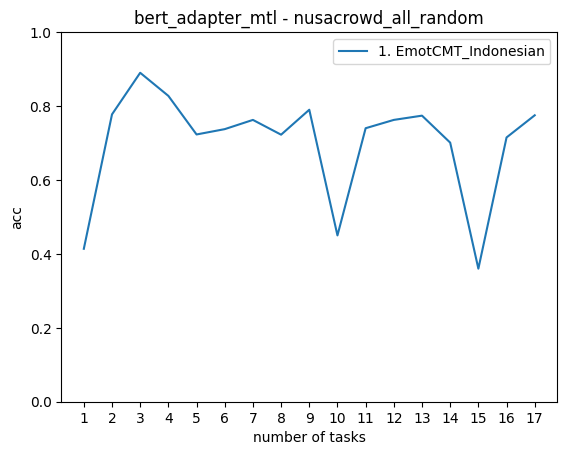 bert_adapter_mtl - nusacrowd_all_random
1. EmotCMT_Indonesian
1.0
0.8
0.6
0.4
0.2
0.0
acc
1 2 3 4 5 6 7 8 9 10 11 12 13 14 15 16 17
number of tasks